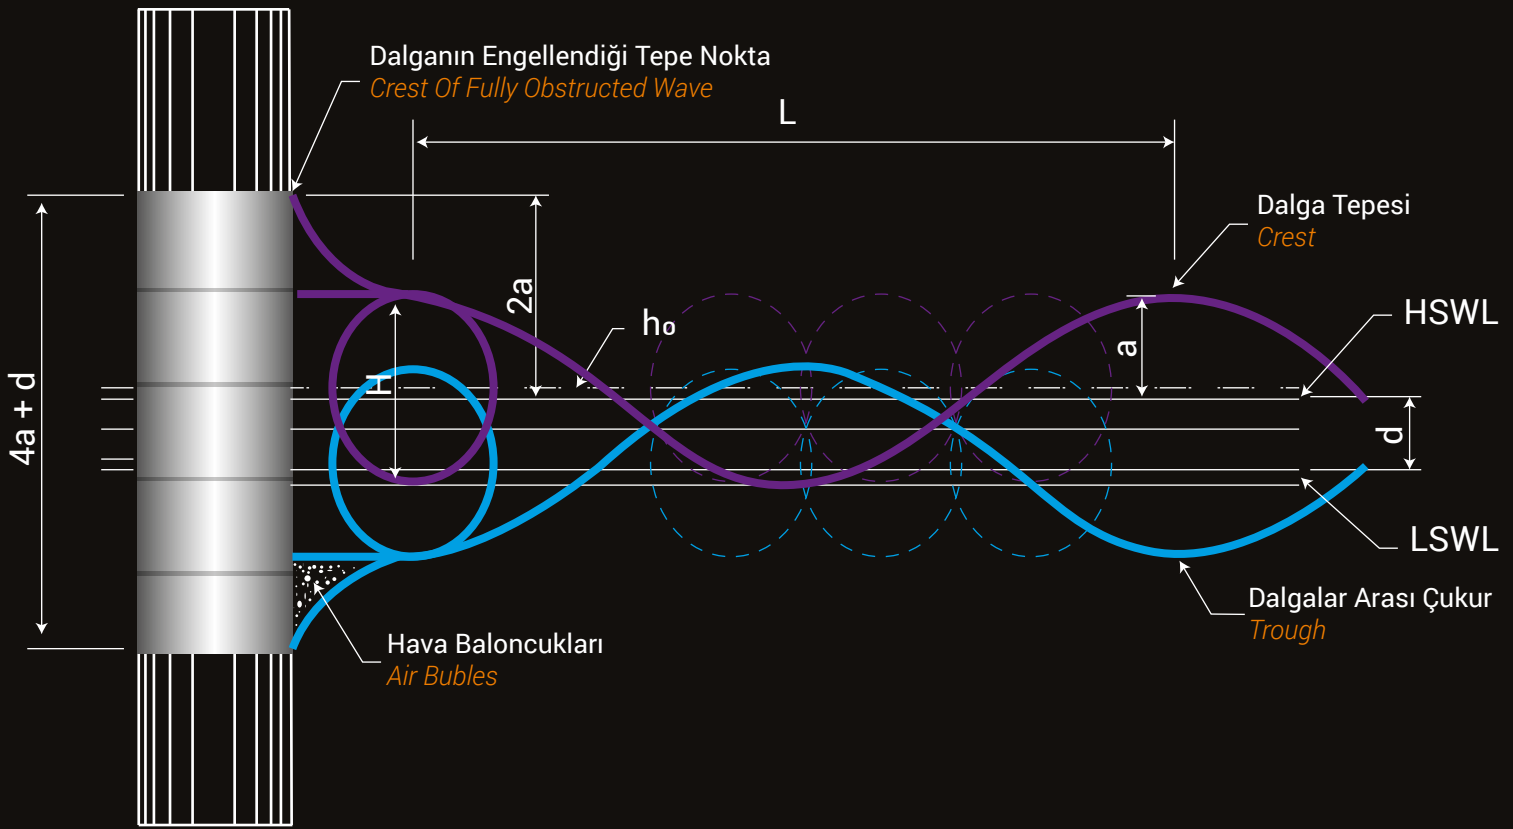 Dalganın Engellendiği Tepe Nokta
Crest Of Fully Obstructed Wave
L
Dalga Tepesi
Crest
2a
ho
a
HSWL
H
4a + d
d
LSWL
Dalgalar Arası Çukur
Trough
Hava Baloncukları
Air Bubles